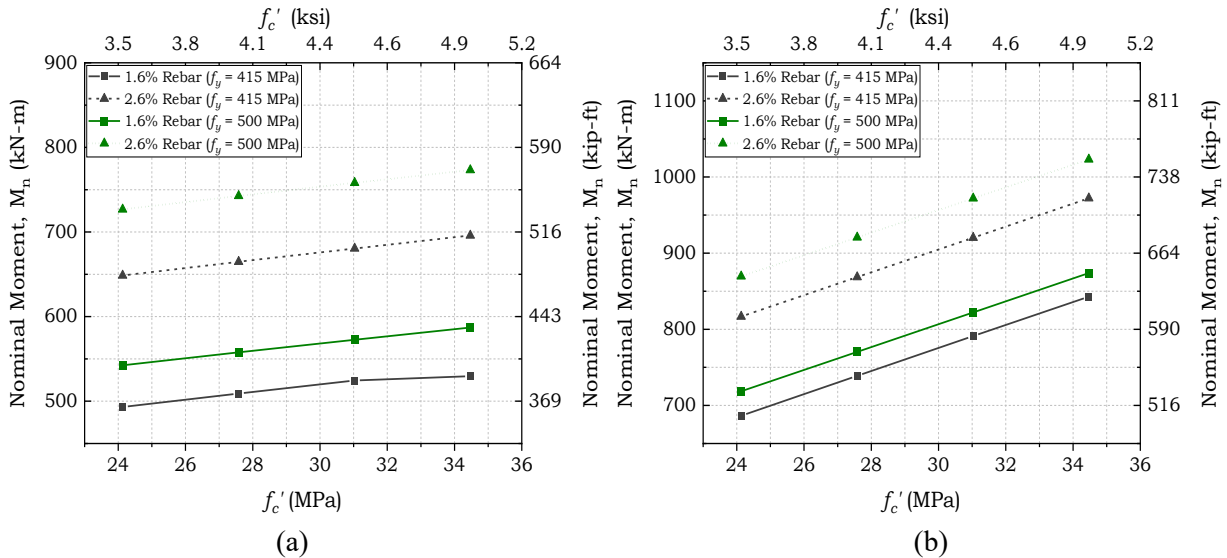 f_c' (ksi)
3.5 3.8 4.1 4.4 4.6 4.9 5.2
900
800
700
600
500
Nominal Moment, M_n (kN-m)
1.6% Rebar (f_y = 415 MPa)
2.6% Rebar (f_y = 415 MPa)
1.6% Rebar (f_y = 500 MPa)
2.6% Rebar (f_y = 500 MPa)
664
590
516
443
369
Nominal Moment, M_n (kip-ft)
24 26 28 30 32 34 36
f_c' (MPa)
(a)
f_c' (ksi)
3.5 3.8 4.1 4.4 4.6 4.9 5.2
1100
1000
900
800
700
Nominal Moment, M_n (kN-m)
1.6% Rebar (f_y = 415 MPa)
2.6% Rebar (f_y = 415 MPa)
1.6% Rebar (f_y = 500 MPa)
2.6% Rebar (f_y = 500 MPa)
811
738
664
590
516
Nominal Moment, M_n (kip-ft)
24 26 28 30 32 34 36
f_c' (MPa)
(b)